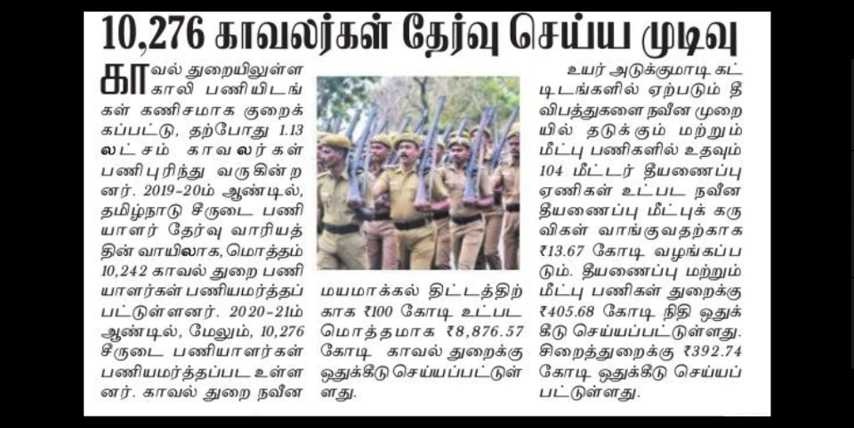 10,276 காவலர்கள் தேர்வு செய்ய முடிவு
காவல் துறையிலுள்ள
காலி பணியிடங்
கள் கணிசமாக குறைக்
கப்பட்டு, தற்போது 1.13
லட்சம் காவலர்கள்
பணிபுரிந்து வருகின்ற
னர். 2019-20ம் ஆண்டில்,
தமிழ்நாடு சீருடை பணி
யாளர் தேர்வு வாரியத்
தின் வாயிலாக, மொத்தம்
10,242 காவல் துறை பணி
யாளர்கள் பணியமர்த்தப்
பட்டுள்ளனர். 2020-21ம்
ஆண்டில், மேலும், 10,276
சீருடை பணியாளர்கள்
பணியமர்த்தப்பட உள்ள
னர். காவல் துறை நவீன
மயமாக்கல் திட்டத்திற்
காக ₹100 கோடி உட்பட
மொத்தமாக ₹8,876.57
கோடி காவல் துறைக்கு
ஒதுக்கீடு செய்யப்பட்டுள்
ளது.
உயர் அடுக்குமாடி கட்
டிடங்களில் ஏற்படும் தீ
விபத்துகளை நவீன முறை
யில் தடுக்கும் மற்றும்
மீட்பு பணிகளில் உதவும்
104 மீட்டர் தீயணைப்பு
ஏணிகள் உட்பட நவீன
தீயணைப்பு மீட்புக் கரு
விகள் வாங்குவதற்காக
₹13.67 கோடி வழங்கப்ப
டும். தீயணைப்பு மற்றும்
மீட்பு பணிகள் துறைக்கு
₹405.68 கோடி நிதி ஒதுக்
கீடு செய்யப்பட்டுள்ளது.
சிறைத்துறைக்கு ₹392.74
கோடி ஒதுக்கீடு செய்யப்
பட்டுள்ளது.